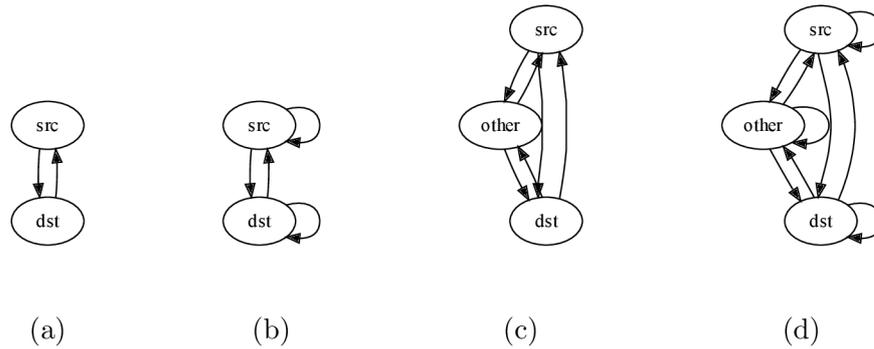 src
dst
(a)
src
dst
(b)
src
other
dst
(c)
src
other
dst
(d)